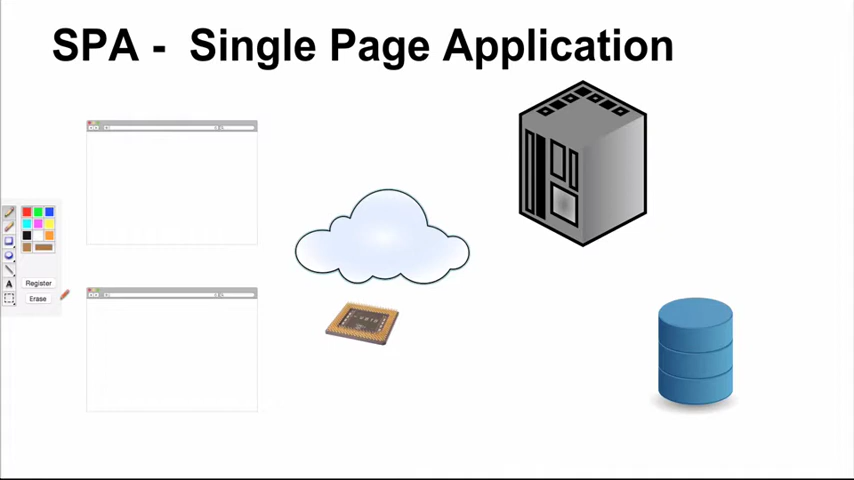 SPA - Single Page Application
A
Register
Erase